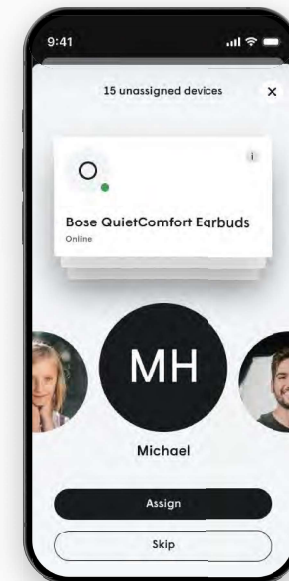 9:41
15 unassigned devices
i
Bose QuietComfort Earbuds
Online
MH
Michael
Assign
Skip